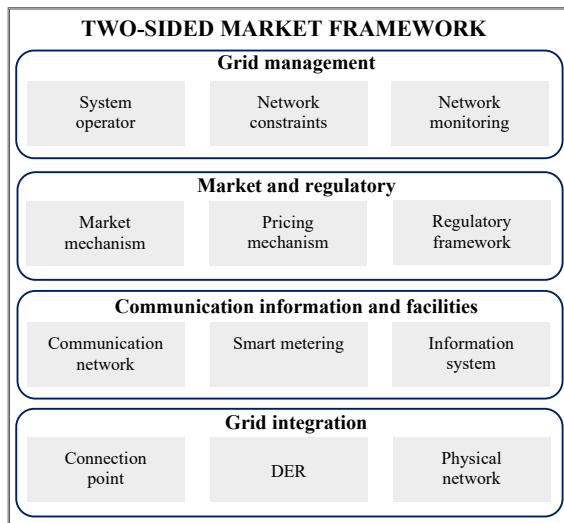 TWO-SIDED MARKET FRAMEWORK
Grid management
System
operator
Network
constraints
Network
monitoring
Market and regulatory
Market
mechanism
Pricing
mechanism
Regulatory
framework
Communication information and facilities
Communication
network
Smart metering
Information
system
Grid integration
Connection
point
DER
Physical
network